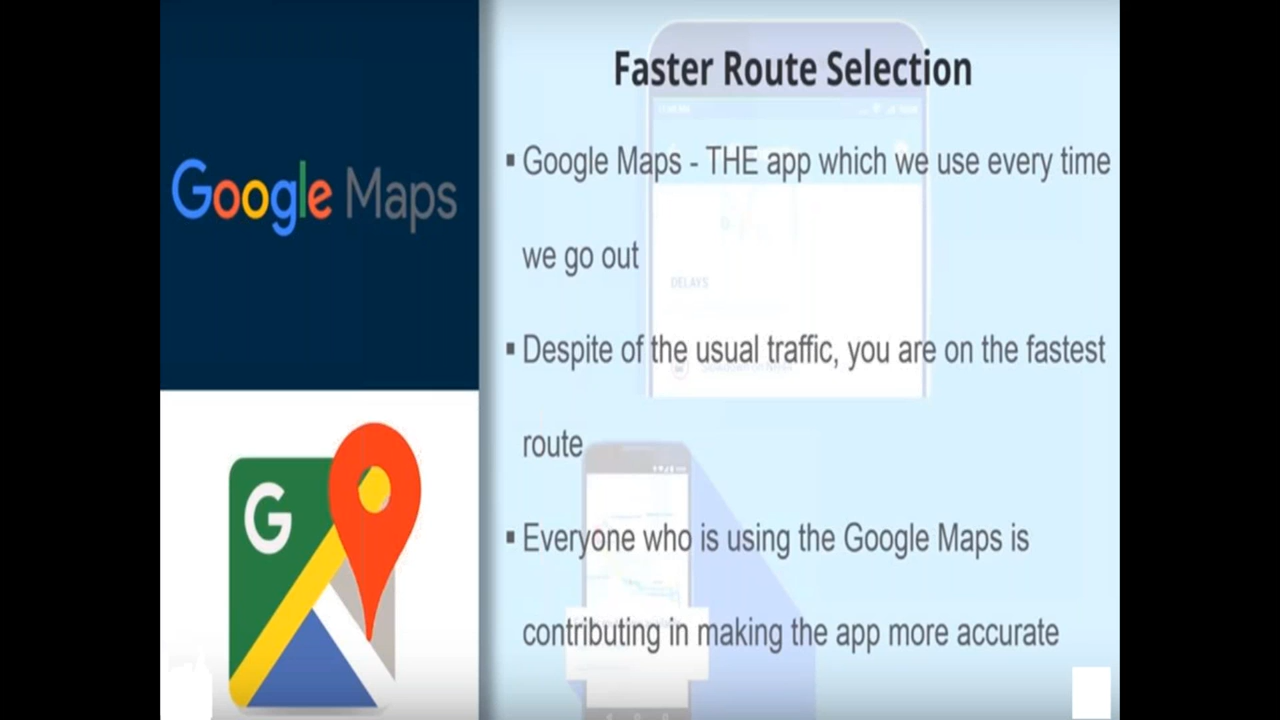 Faster Route Selection
Google Maps
▪ Google Maps - THE app which we use every time
we go out
DELAYS
▪ Despite of the usual traffic, you are on the fastest
route
G
▪ Everyone who is using the Google Maps is
contributing in making the app more accurate